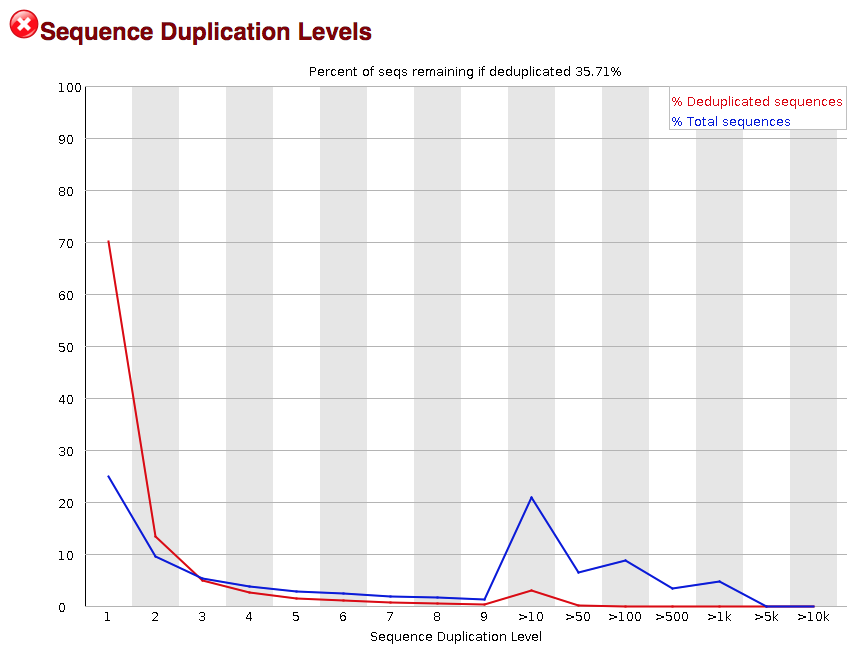 Sequence Duplication Levels
Percent of seqs remaining if deduplicated 35.71%
% Deduplicated sequences
% Total sequences
100
90
80
70
60
50
40
30
20
10
0
1 2 3 4 5 6 7 8 9 >10 >50 >100 >500 >1k >5k >10k
Sequence Duplication Level